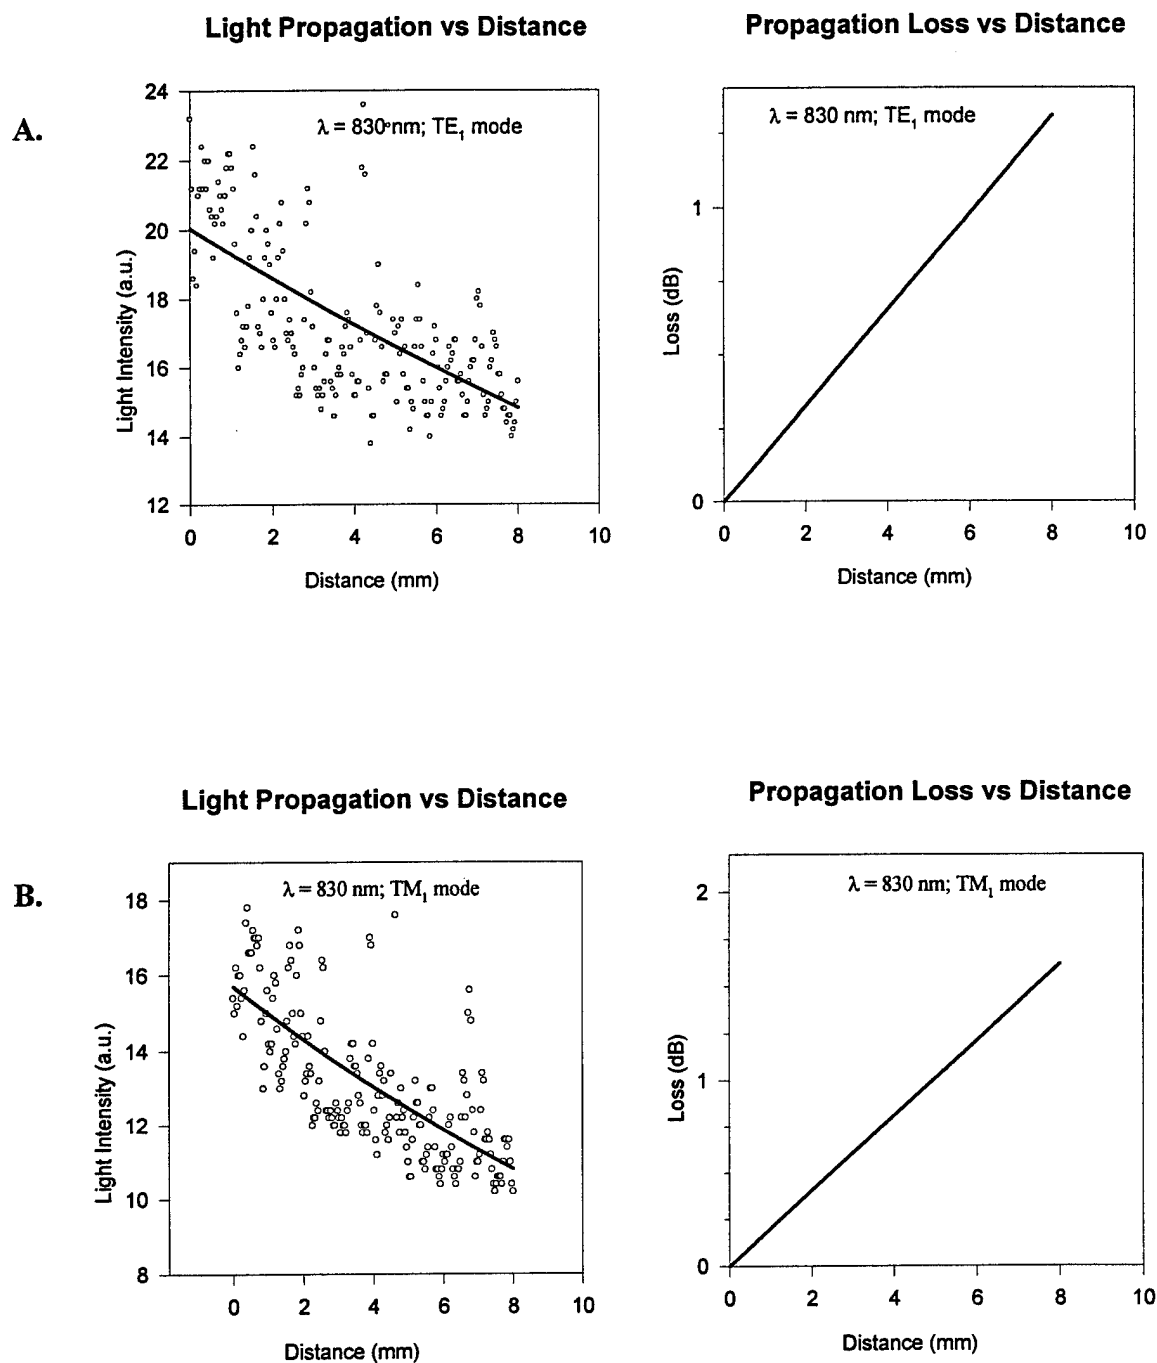 Light Propagation vs Distance
Propagation Loss vs Distance
A.
24
22
20
18
16
14
12
Light Intensity (a.u.)
λ = 830 nm; TE₁ mode
0 2 4 6 8 10
Distance (mm)
1
0
Loss (dB)
λ = 830 nm; TE₁ mode
0 2 4 6 8 10
Distance (mm)
Light Propagation vs Distance
Propagation Loss vs Distance
B.
18
16
14
12
10
8
Light Intensity (a.u.)
λ = 830 nm; TM₁ mode
0 2 4 6 8 10
Distance (mm)
2
1
0
Loss (dB)
λ = 830 nm; TM₁ mode
0 2 4 6 8 10
Distance (mm)